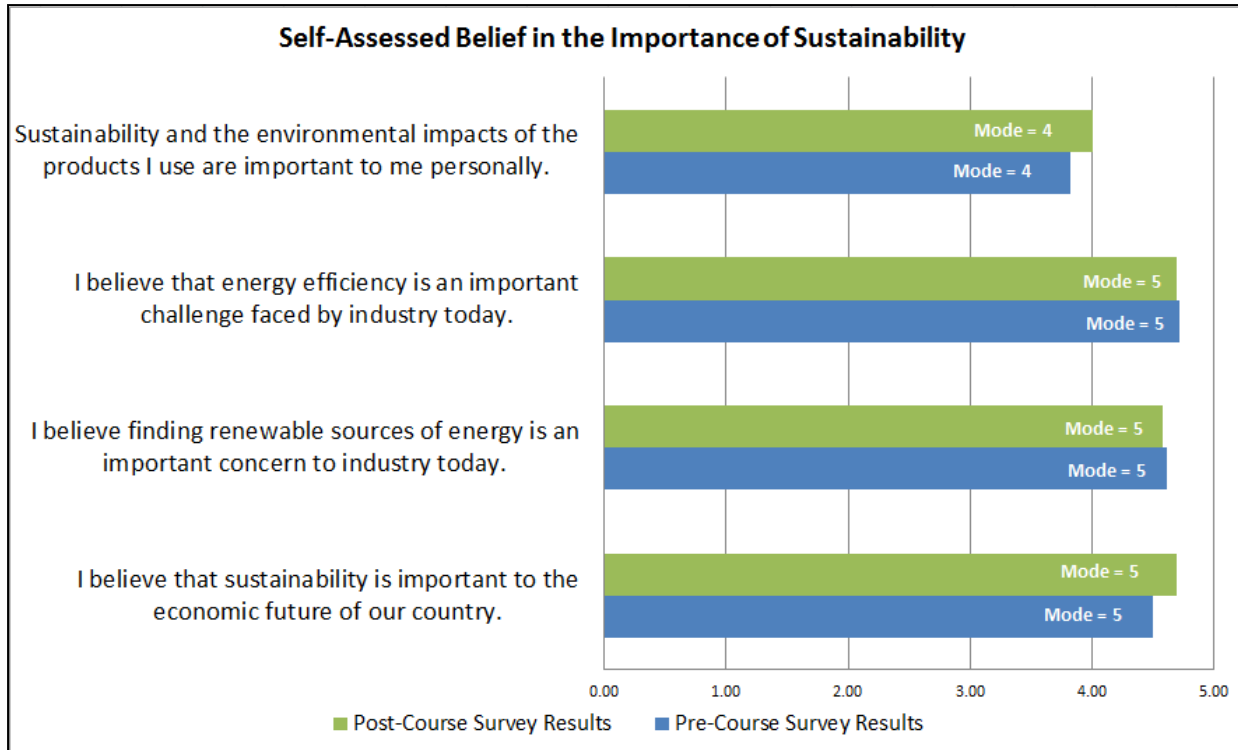 Self-Assessed Belief in the Importance of Sustainability
Sustainability and the environmental impacts of the
products I use are important to me personally.
Mode = 4
Mode = 4
I believe that energy efficiency is an important
challenge faced by industry today.
Mode = 5
Mode = 5
I believe finding renewable sources of energy is an
important concern to industry today.
Mode = 5
Mode = 5
I believe that sustainability is important to the
economic future of our country.
Mode = 5
Mode = 5
0.00 1.00 2.00 3.00 4.00 5.00
Post-Course Survey Results Pre-Course Survey Results